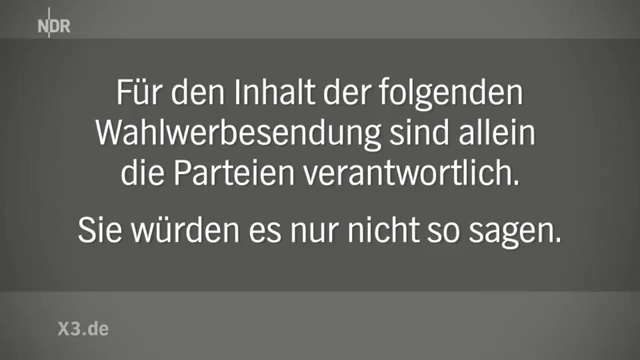 NDR
Für den Inhalt der folgenden
Wahlwerbesendung sind allein
die Parteien verantwortlich.
Sie würden es nur nicht so sagen.
X3.de